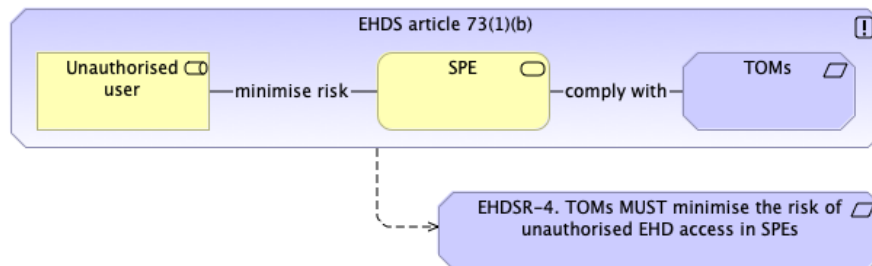 EHDS article 73(1)(b)
Unauthorised
user
minimise risk
SPE
comply with
TOMs
EHDSR-4. TOMs MUST minimise the risk of
unauthorised EHD access in SPEs